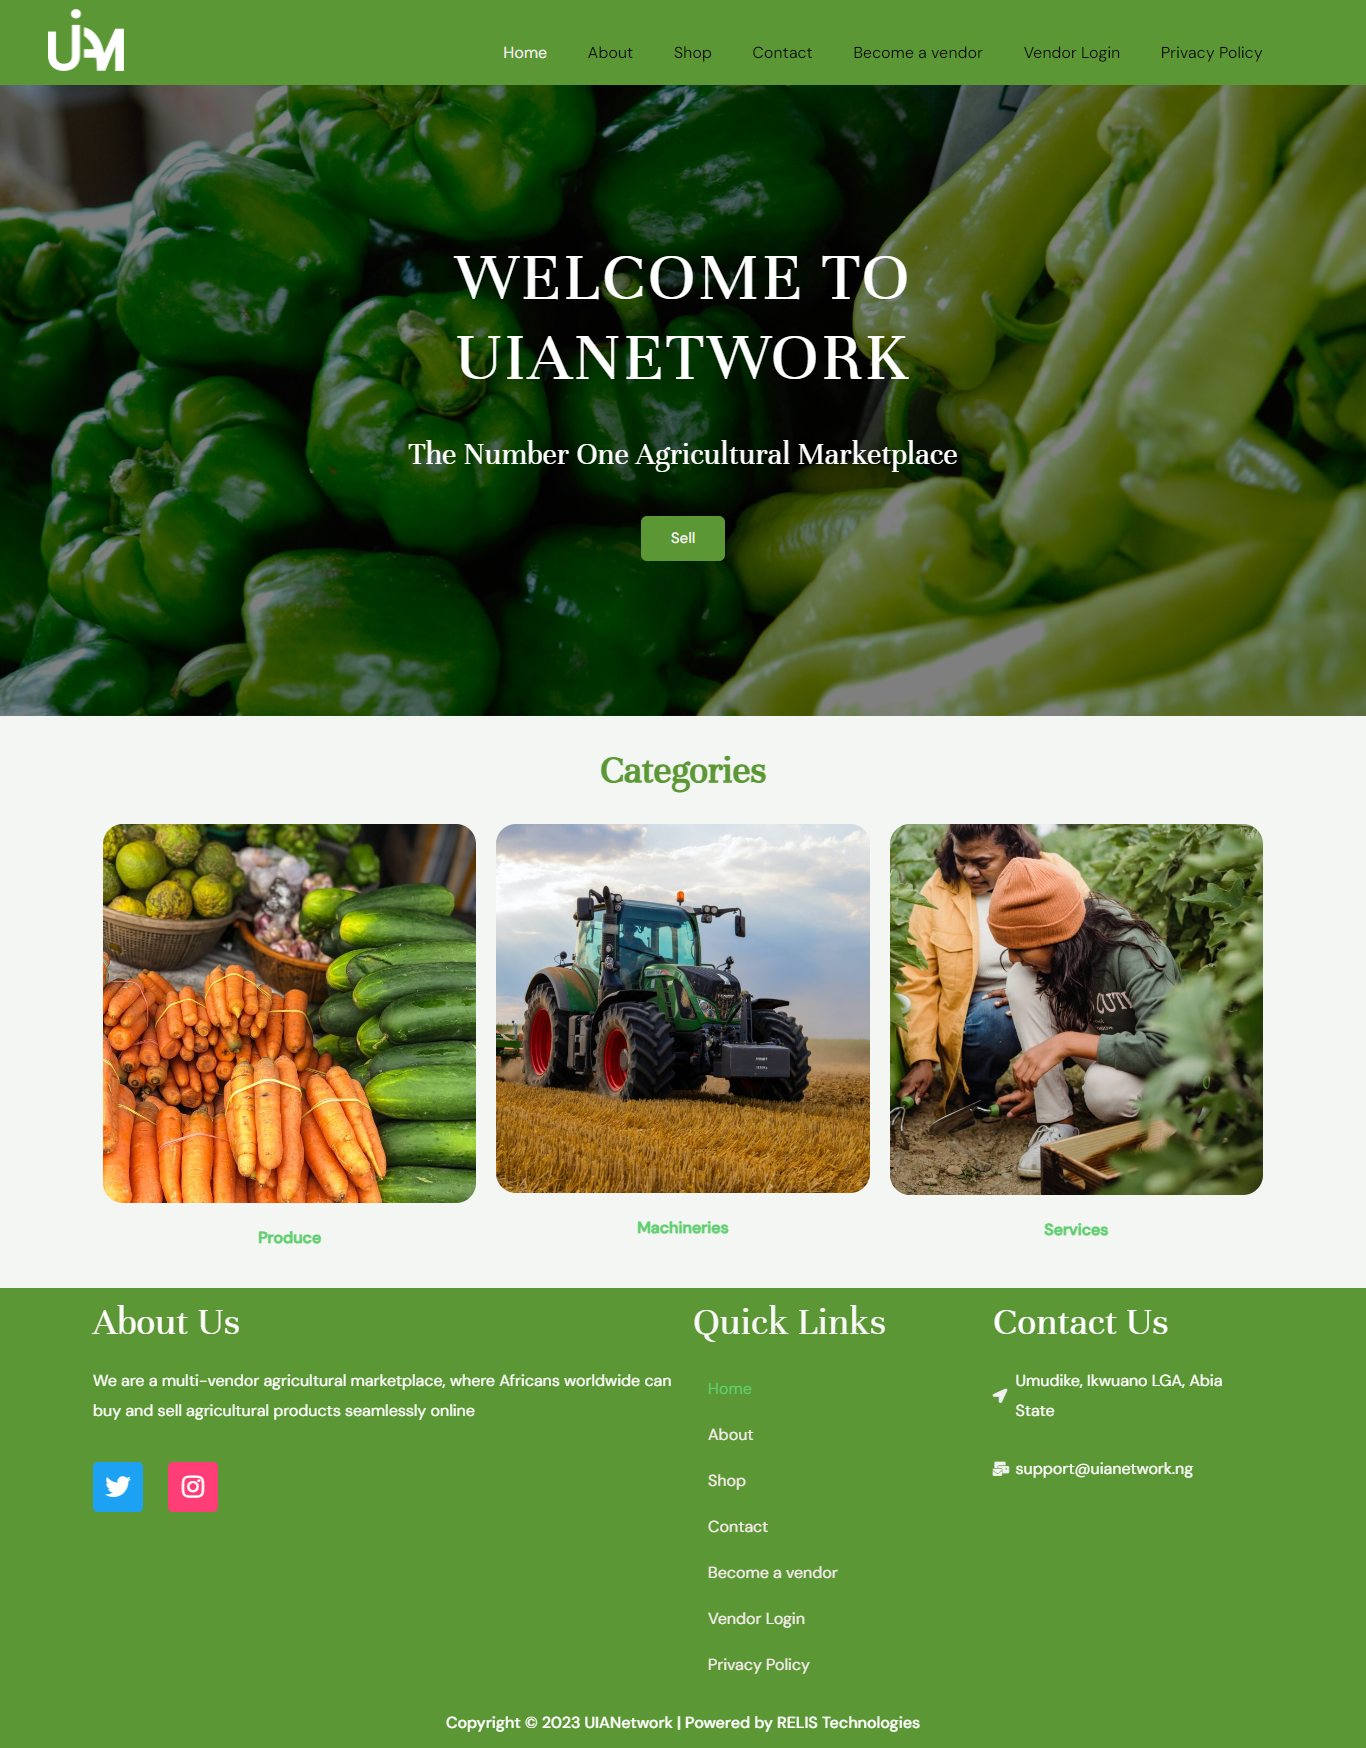 UiAM
Home About Shop Contact Become a vendor Vendor Login Privacy Policy
WELCOME TO
UIANETWORK
The Number One Agricultural Marketplace
Sell
Categories
Produce
Machineries
Services
About Us
We are a multi-vendor agricultural marketplace, where Africans worldwide can
buy and sell agricultural products seamlessly online
Quick Links
Home
About
Shop
Contact
Become a vendor
Vendor Login
Privacy Policy
Contact Us
Umudike, Ikwuano LGA, Abia
State
support@uianetwork.ng
Copyright © 2023 UIANetwork | Powered by RELIS Technologies